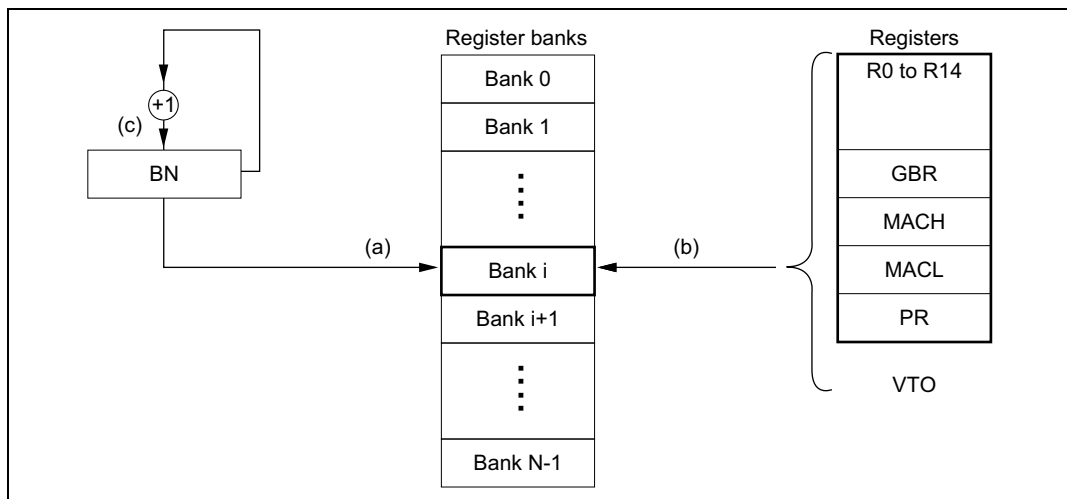 Register banks
Registers
Bank 0
Bank 1
Bank i
Bank i+1
Bank N-1
+1
(c)
BN
(a)
(b)
R0 to R14
GBR
MACH
MACL
PR
VTO